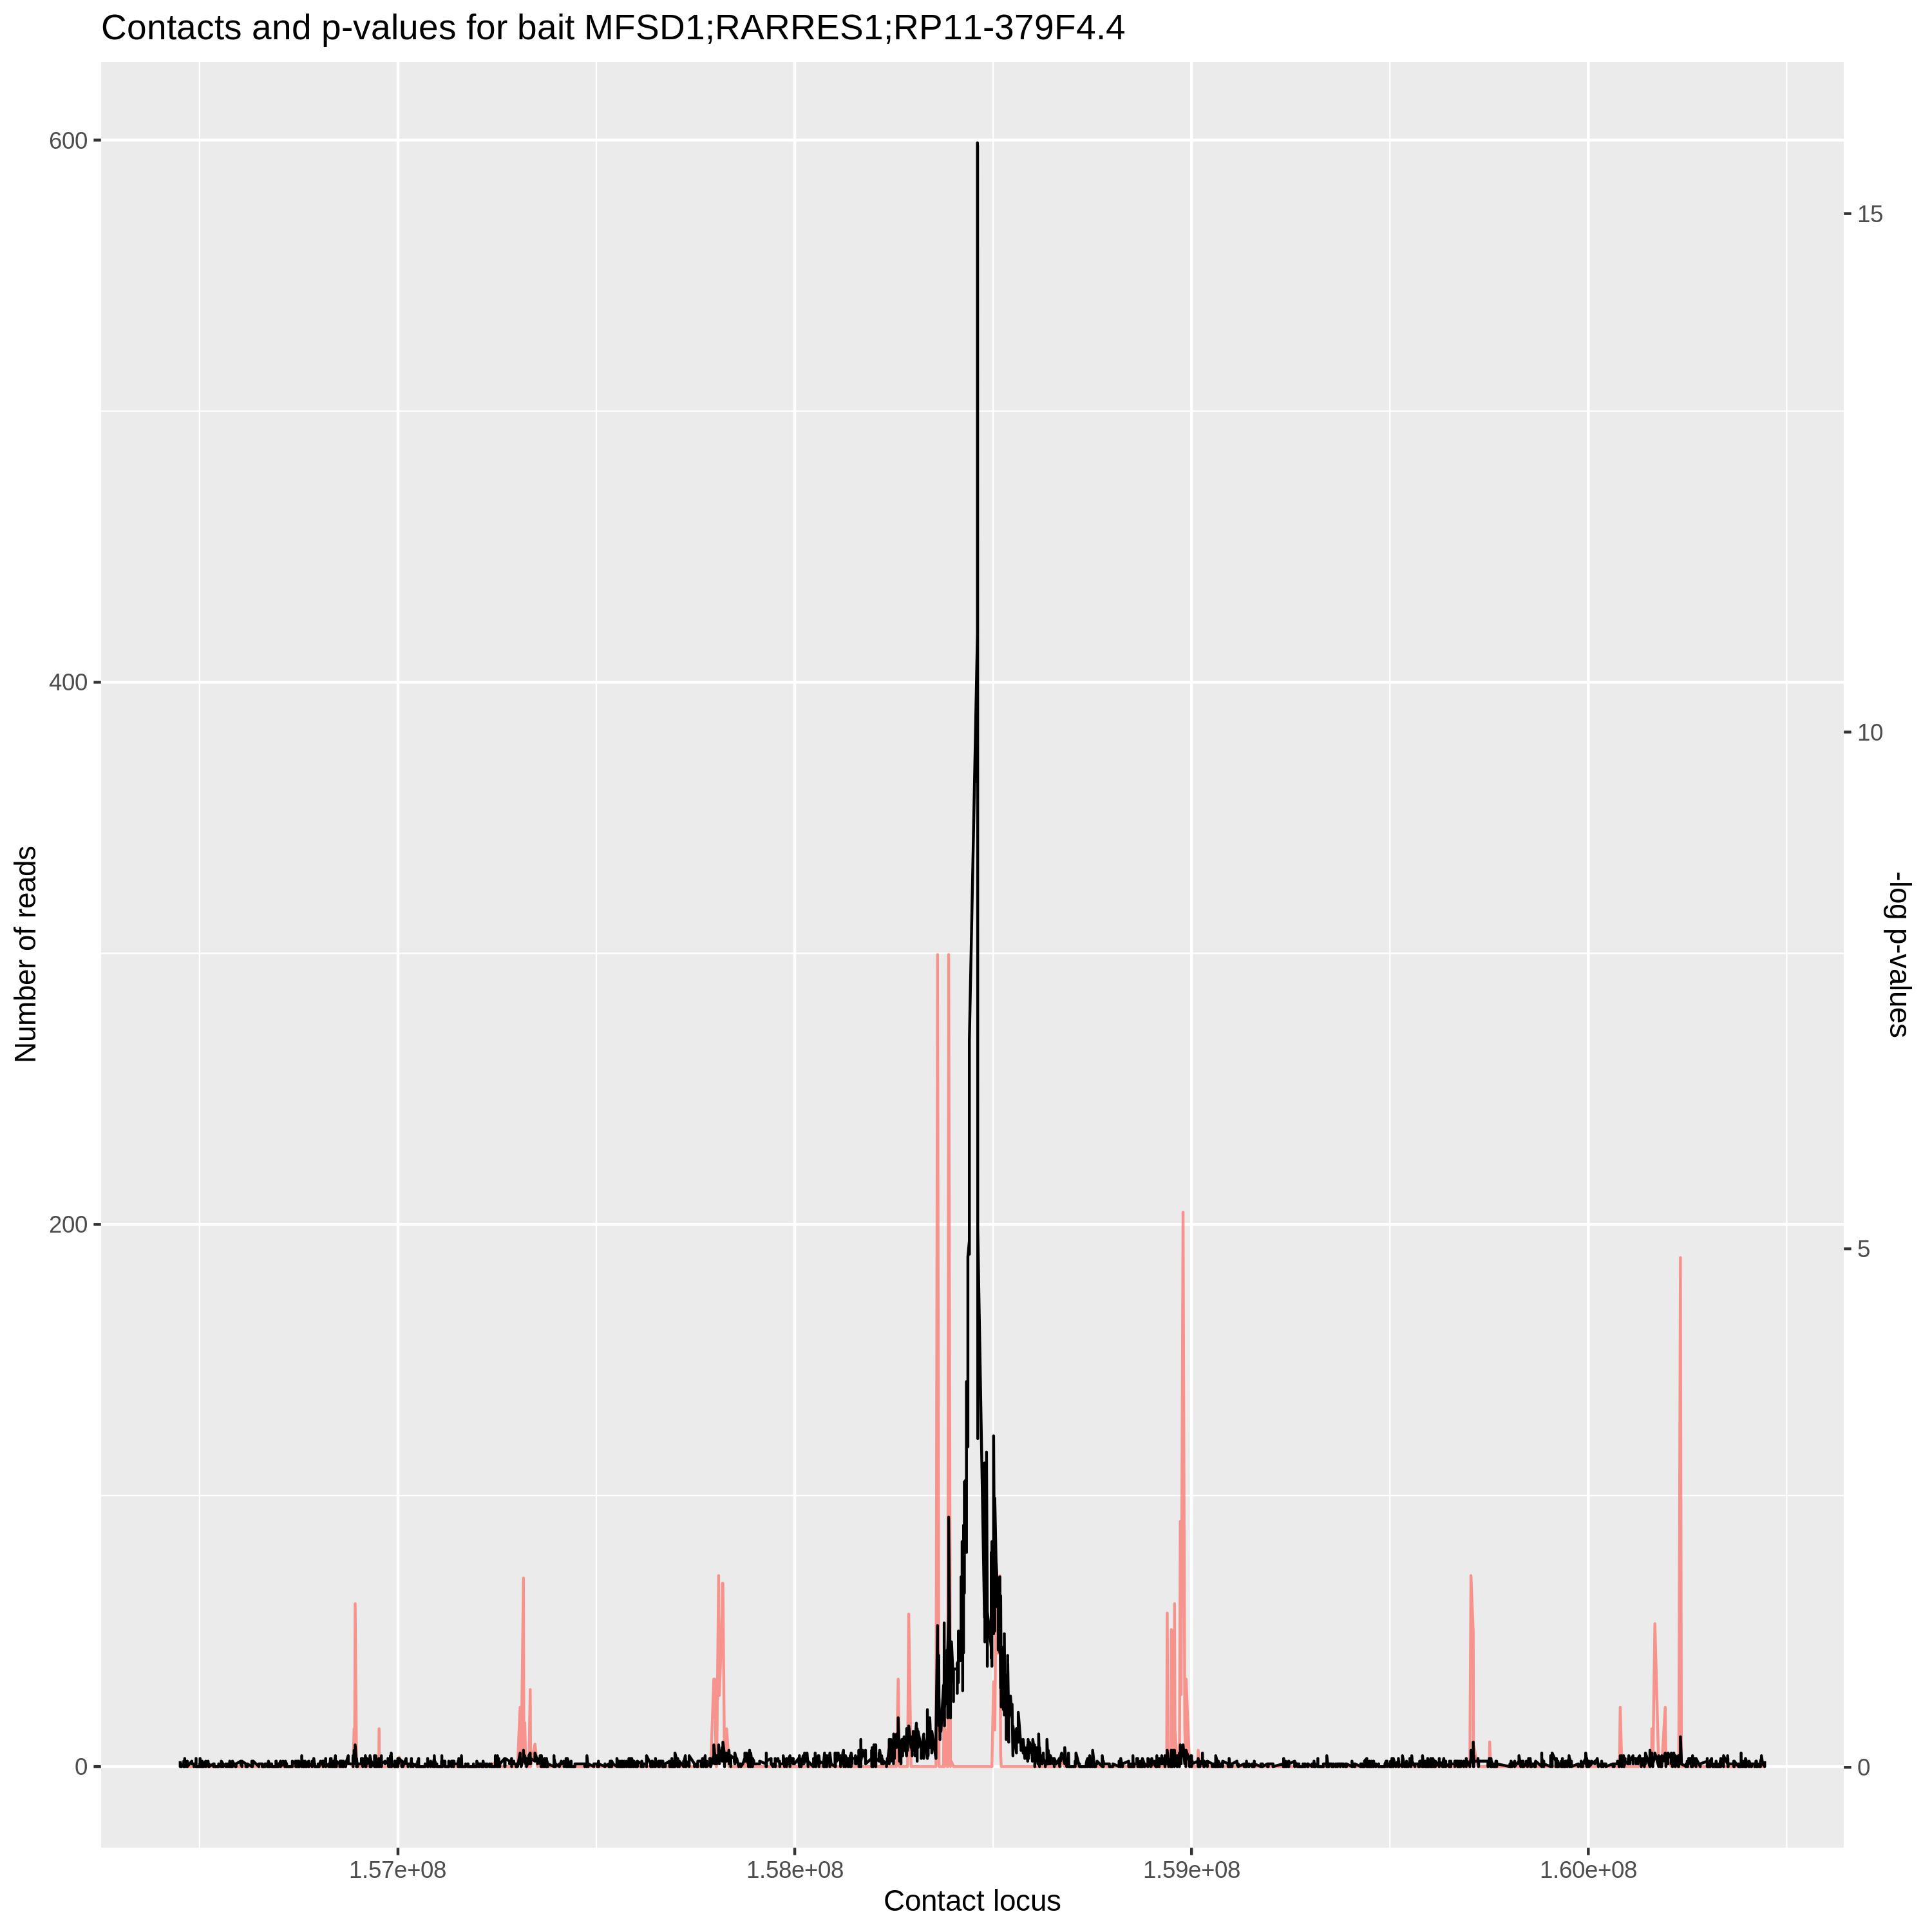 Contacts and p-values for bait MFSD1;RARRES1;RP11-379F4.4
600
400
200
0
Number of reads
15
10
5
0
-log p-values
1.57e+08
1.58e+08
1.59e+08
1.60e+08
Contact locus